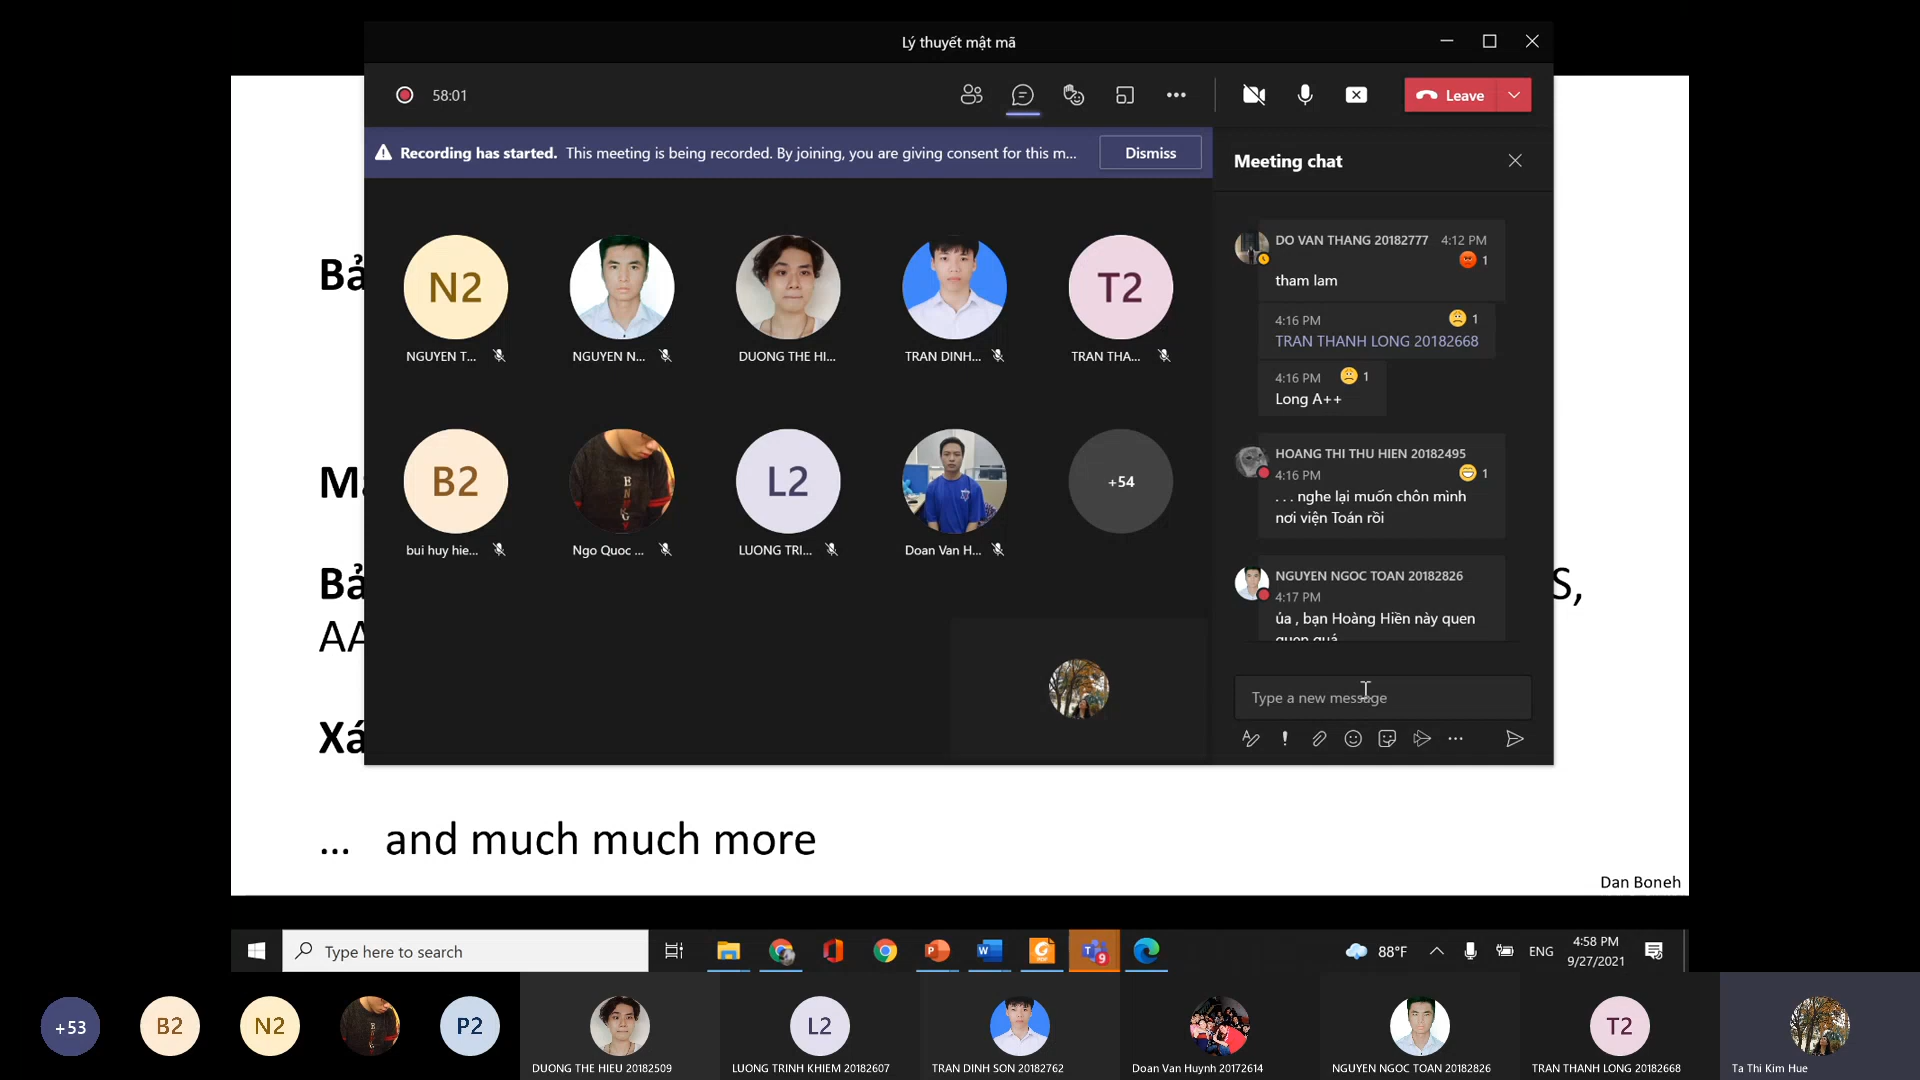 Lý thuyết mật mã
58:01
Leave
Recording has started. This meeting is being recorded. By joining, you are giving consent for this m...
Dismiss
Meeting chat
N2
T2
NGUYEN T...
NGUYEN N...
DUONG THE HI...
TRAN DINH...
TRAN THA...
B2
L2
+54
bui huy hie...
Ngo Quoc ...
LUONG TRI...
Doan Van H...
DO VAN THANG 20182777 4:12 PM
1
tham lam
4:16 PM 1
TRAN THANH LONG 20182668
4:16 PM 1
Long A++
HOANG THI THU HIEN 20182495
4:16 PM 1
. . . nghe lại muốn chôn mình
nơi viện Toán rồi
NGUYEN NGOC TOAN 20182826
4:17 PM
ủa , bạn Hoàng Hiền này quen
quen quá
Type a new message
Bả
Bả
S,
AA
Xá
... and much much more
Dan Boneh
Type here to search
9
88°F
ENG
4:58 PM
9/27/2021
+53
B2
N2
P2
L2
T2
DUONG THE HIEU 20182509
LUONG TRINH KHIEM 20182607
TRAN DINH SON 20182762
Doan Van Huynh 20172614
NGUYEN NGOC TOAN 20182826
TRAN THANH LONG 20182668
Ta Thi Kim Hue